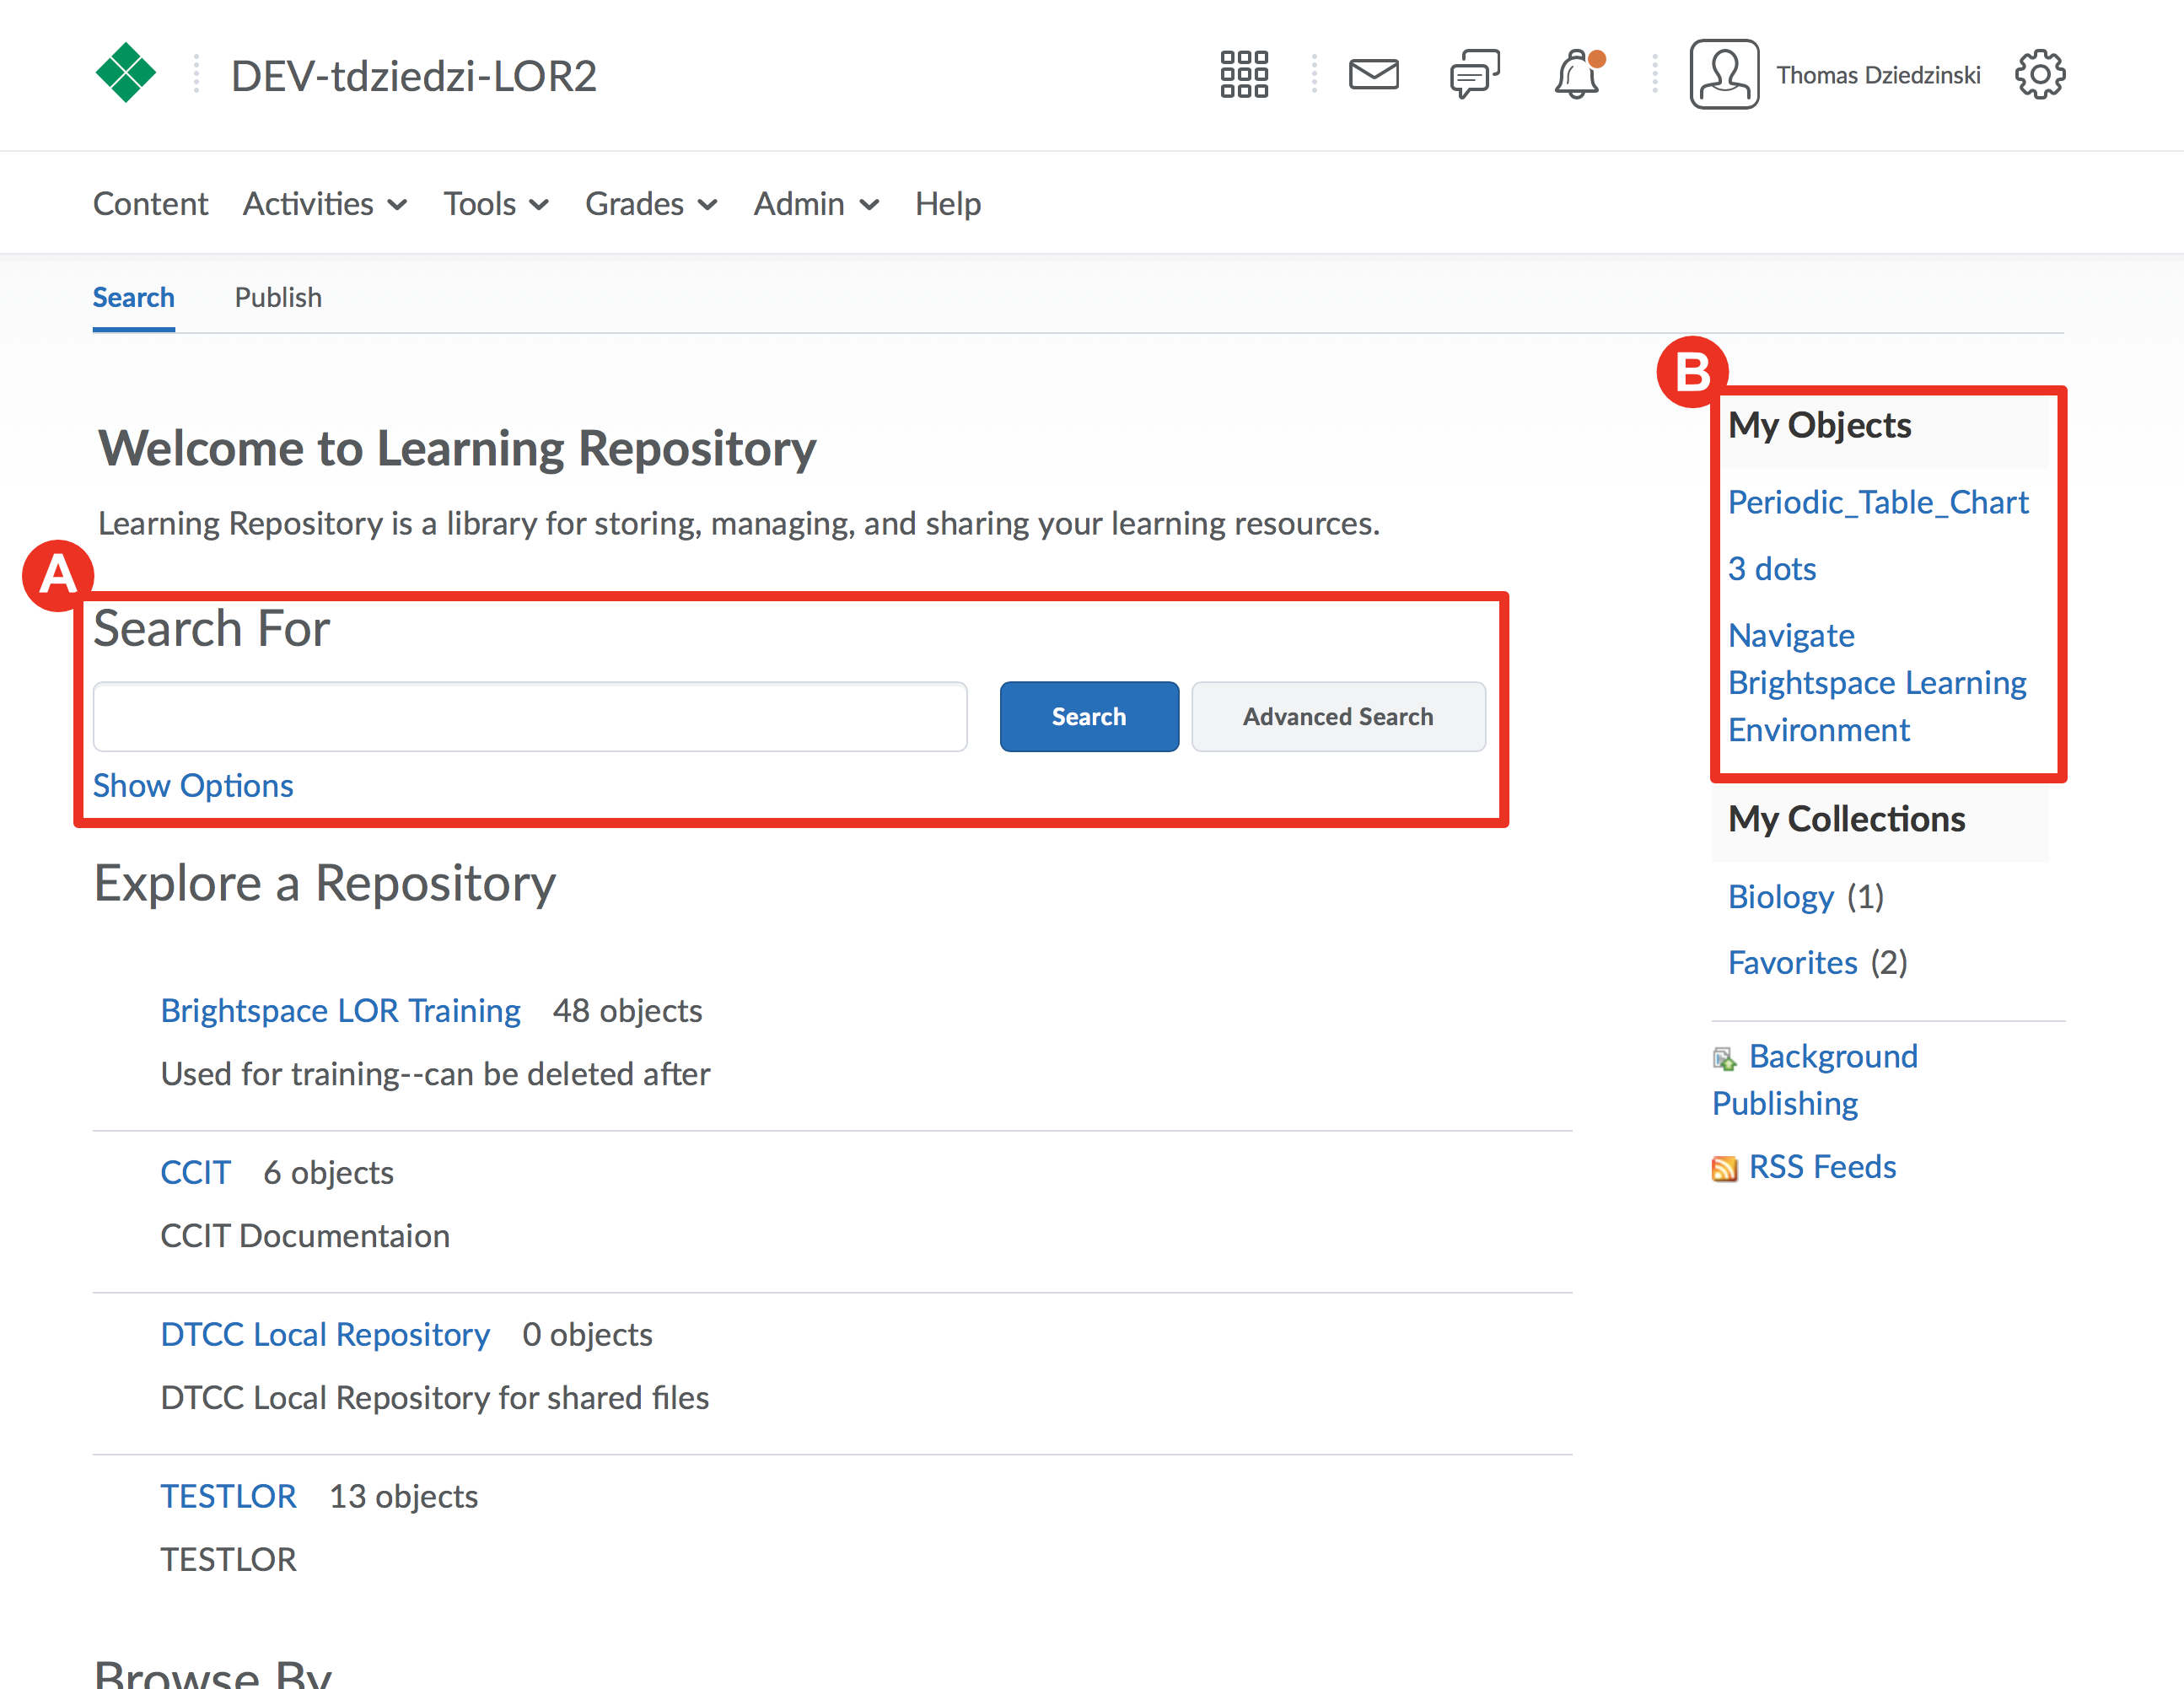 DEV-tdziedzi-LOR2
Thomas Dziedzinski
Content Activities Tools Grades Admin Help
Search Publish
Welcome to Learning Repository
Learning Repository is a library for storing, managing, and sharing your learning resources.
A
Search For
Search Advanced Search
Show Options
Explore a Repository
Brightspace LOR Training 48 objects
Used for training--can be deleted after
CCIT 6 objects
CCIT Documentaion
DTCC Local Repository 0 objects
DTCC Local Repository for shared files
TESTLOR 13 objects
TESTLOR
Browse By
B
My Objects
Periodic_Table_Chart
3 dots
Navigate
Brightspace Learning
Environment
My Collections
Biology (1)
Favorites (2)
Background
Publishing
RSS Feeds